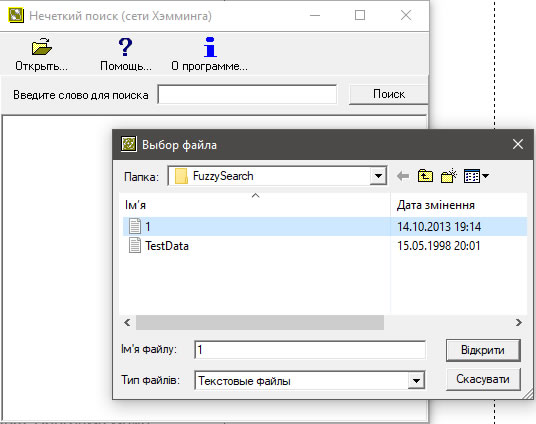 Нечеткий поиск (сети Хэмминга)
Открыть... Помощь... О программе...
Введите слово для поиска Поиск
Выбор файла
Папка: FuzzySearch
Ім'я Дата змінення
1 14.10.2013 19:14
TestData 15.05.1998 20:01
Ім'я файлу: 1 Відкрити
Тип файлів: Текстовые файлы Скасувати